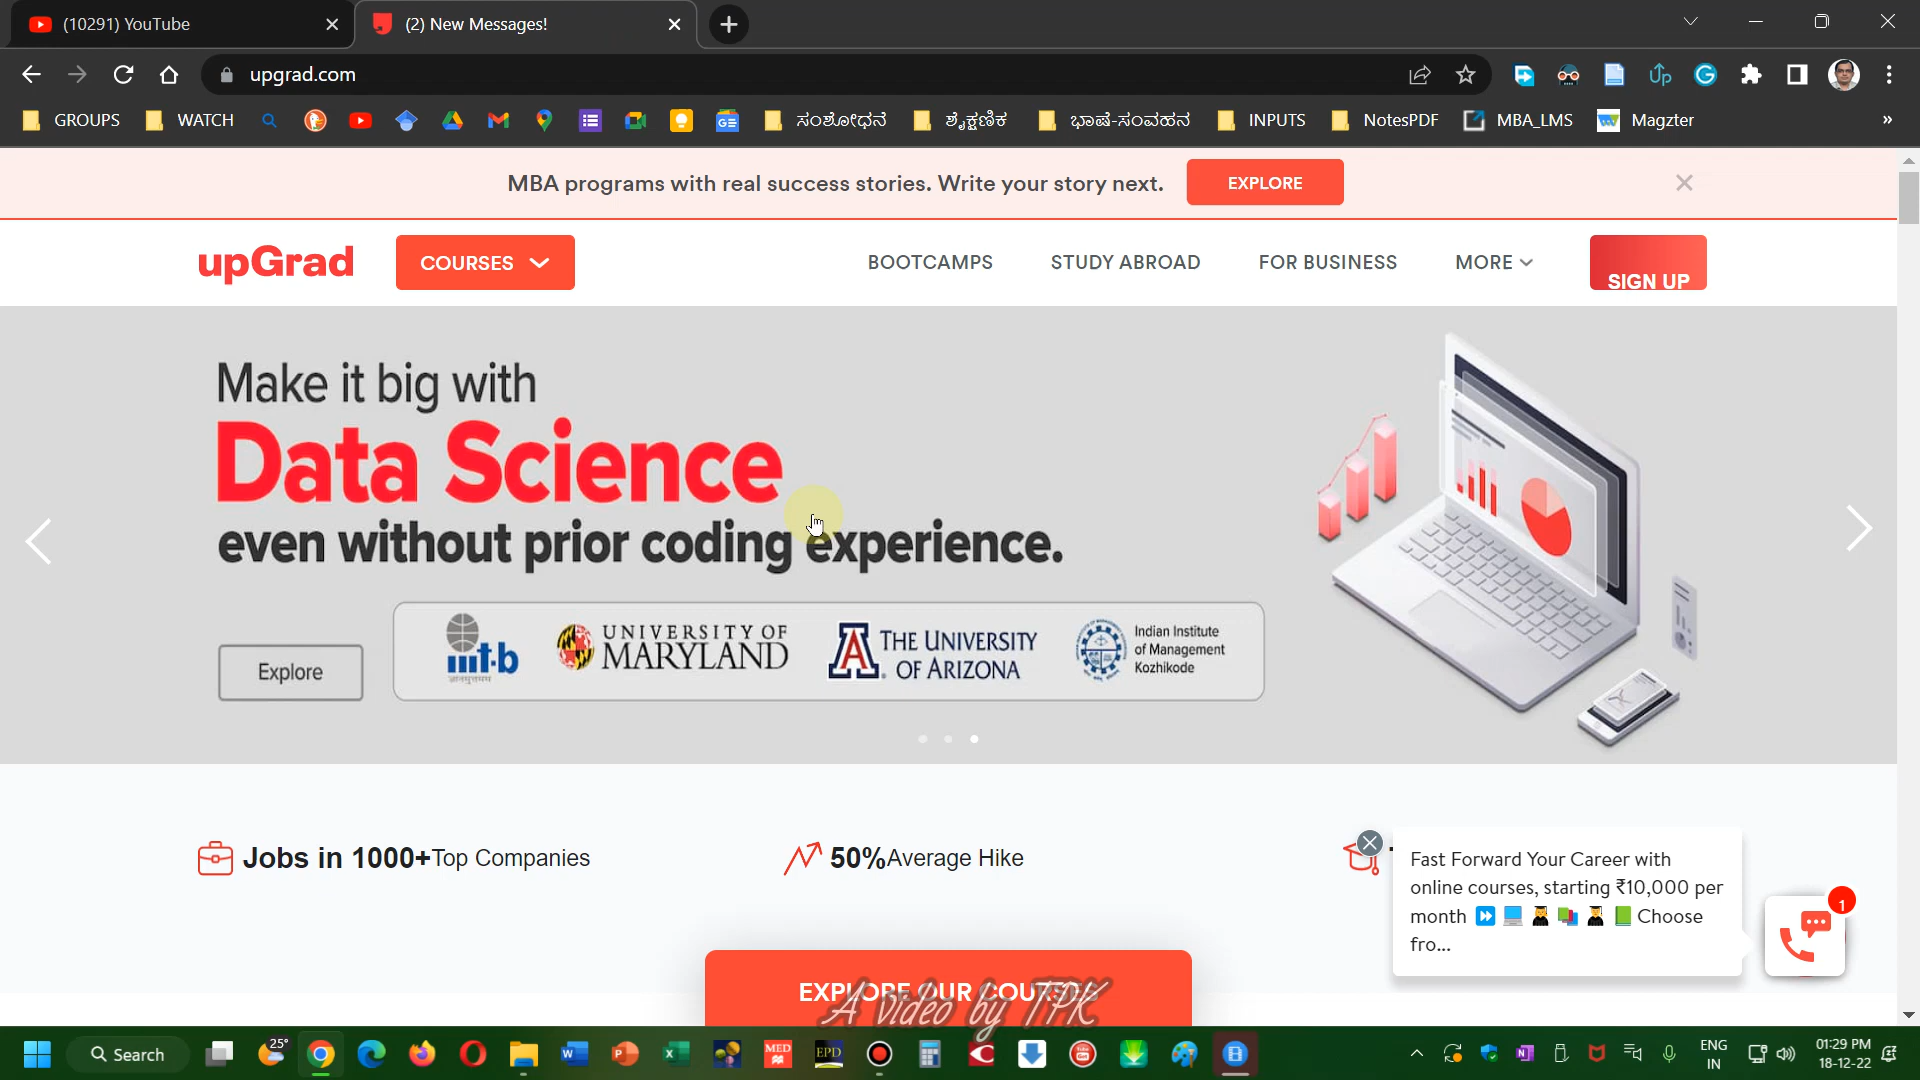 (10291) YouTube
(2) New Messages!
upgrad.com
GROUPS
WATCH
ಸಂಶೋಧನೆ
ಶೈಕ್ಷಣಿಕ
ಭಾಷೆ-ಸಂವಹನ
INPUTS
NotesPDF
MBA_LMS
Magzter
»
MBA programs with real success stories. Write your story next.
EXPLORE
upGrad
COURSES
BOOTCAMPS
STUDY ABROAD
FOR BUSINESS
MORE
SIGN UP
Make it big with
Data Science
even without prior coding experience.
Explore
iiit-b
UNIVERSITY OF
MARYLAND
THE UNIVERSITY
OF ARIZONA
Indian Institute
of Management
Kozhikode
Jobs in 1000+Top Companies
50%Average Hike
Fast Forward Your Career with
online courses, starting ₹10,000 per
month ⏩ 💻 👨‍🎓 📚 👨‍🎓 📗 Choose
fro...
1
EXPLORE OUR COURSES
A video by TPK
Search
25°
MED
EPD
ENG
IN
01:29 PM
18-12-22